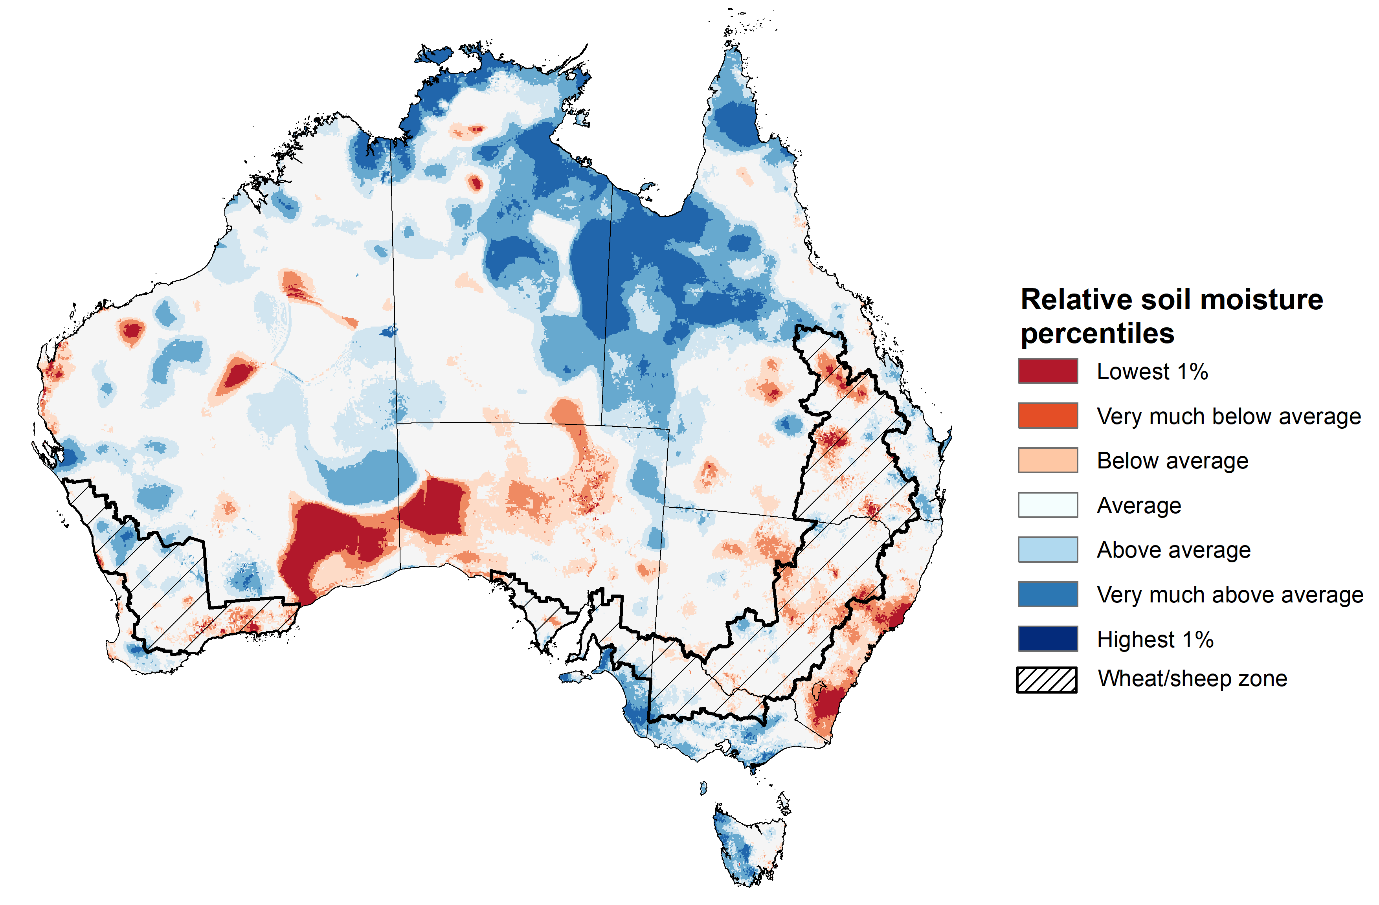 Relative soil moisture
percentiles
Lowest 1%
Very much below average
Below average
Average
Above average
Very much above average
Highest 1%
Wheat/sheep zone